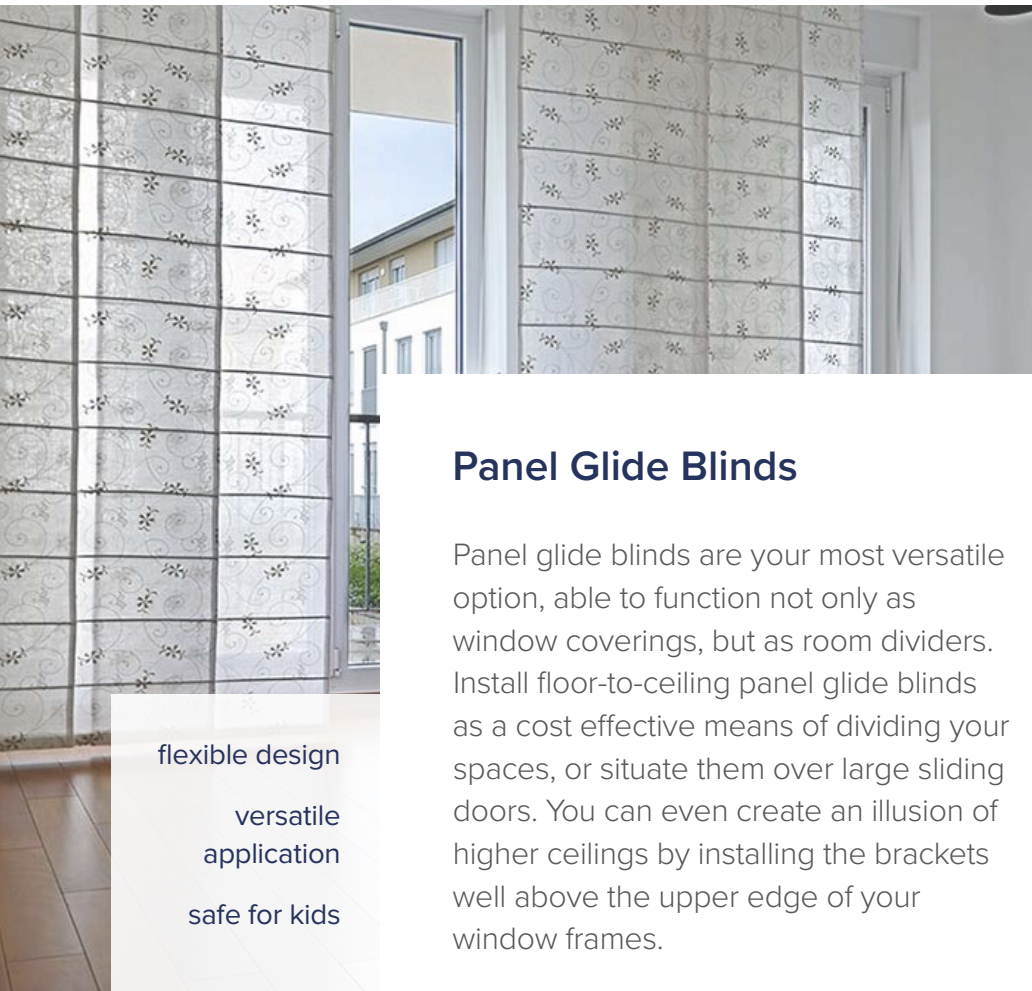 Panel Glide Blinds
Panel glide blinds are your most versatile
option, able to function not only as
window coverings, but as room dividers.
Install floor-to-ceiling panel glide blinds
as a cost effective means of dividing your
spaces, or situate them over large sliding
doors. You can even create an illusion of
higher ceilings by installing the brackets
well above the upper edge of your
window frames.
flexible design
versatile
application
safe for kids